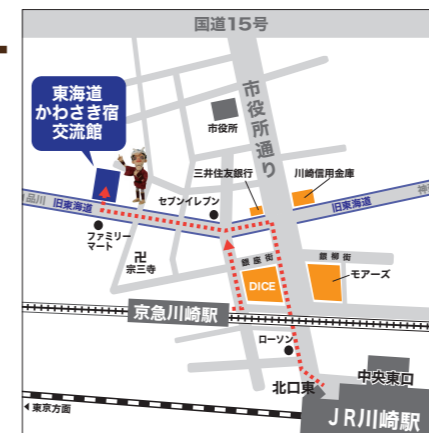 国道15号
東海道
かわさき宿
交流館
市役所通り
市役所
三井住友銀行
川崎信用金庫
セブンイレブン
品川
旧東海道
旧東海道
神
ファミリー
マート
卍
宗三寺
銀座街
銀柳街
DICE
モアーズ
京急川崎駅
ローソン
中央東口
北口東
JR川崎駅
東京方面